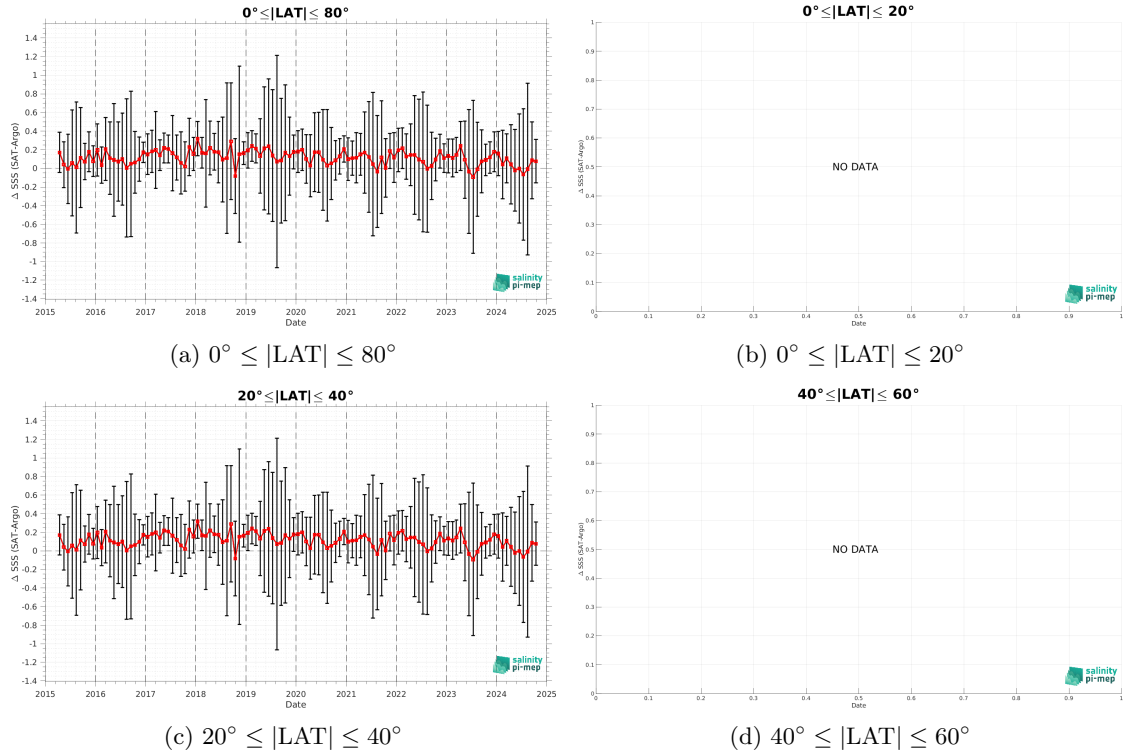 0°≤|LAT|≤ 80°
1.4
1.2
1
0.8
0.6
0.4
0.2
0
-0.2
-0.4
-0.6
-0.8
-1
-1.2
-1.4
Δ SSS (SAT-Argo)
2015 2016 2017 2018 2019 2020 2021 2022 2023 2024 2025
Date
salinity
pi-mep
(a) 0° ≤ |LAT| ≤ 80°
0°≤|LAT|≤ 20°
1
0.9
0.8
0.7
0.6
0.5
0.4
0.3
0.2
0.1
0
Δ SSS (SAT-Argo)
NO DATA
0 0.1 0.2 0.3 0.4 0.5 0.6 0.7 0.8 0.9 1
Date
salinity
pi-mep
(b) 0° ≤ |LAT| ≤ 20°
20°≤|LAT|≤ 40°
1.4
1.2
1
0.8
0.6
0.4
0.2
0
-0.2
-0.4
-0.6
-0.8
-1
-1.2
-1.4
Δ SSS (SAT-Argo)
2015 2016 2017 2018 2019 2020 2021 2022 2023 2024 2025
Date
salinity
pi-mep
(c) 20° ≤ |LAT| ≤ 40°
40°≤|LAT|≤ 60°
1
0.9
0.8
0.7
0.6
0.5
0.4
0.3
0.2
0.1
0
Δ SSS (SAT-Argo)
NO DATA
0 0.1 0.2 0.3 0.4 0.5 0.6 0.7 0.8 0.9 1
Date
salinity
pi-mep
(d) 40° ≤ |LAT| ≤ 60°